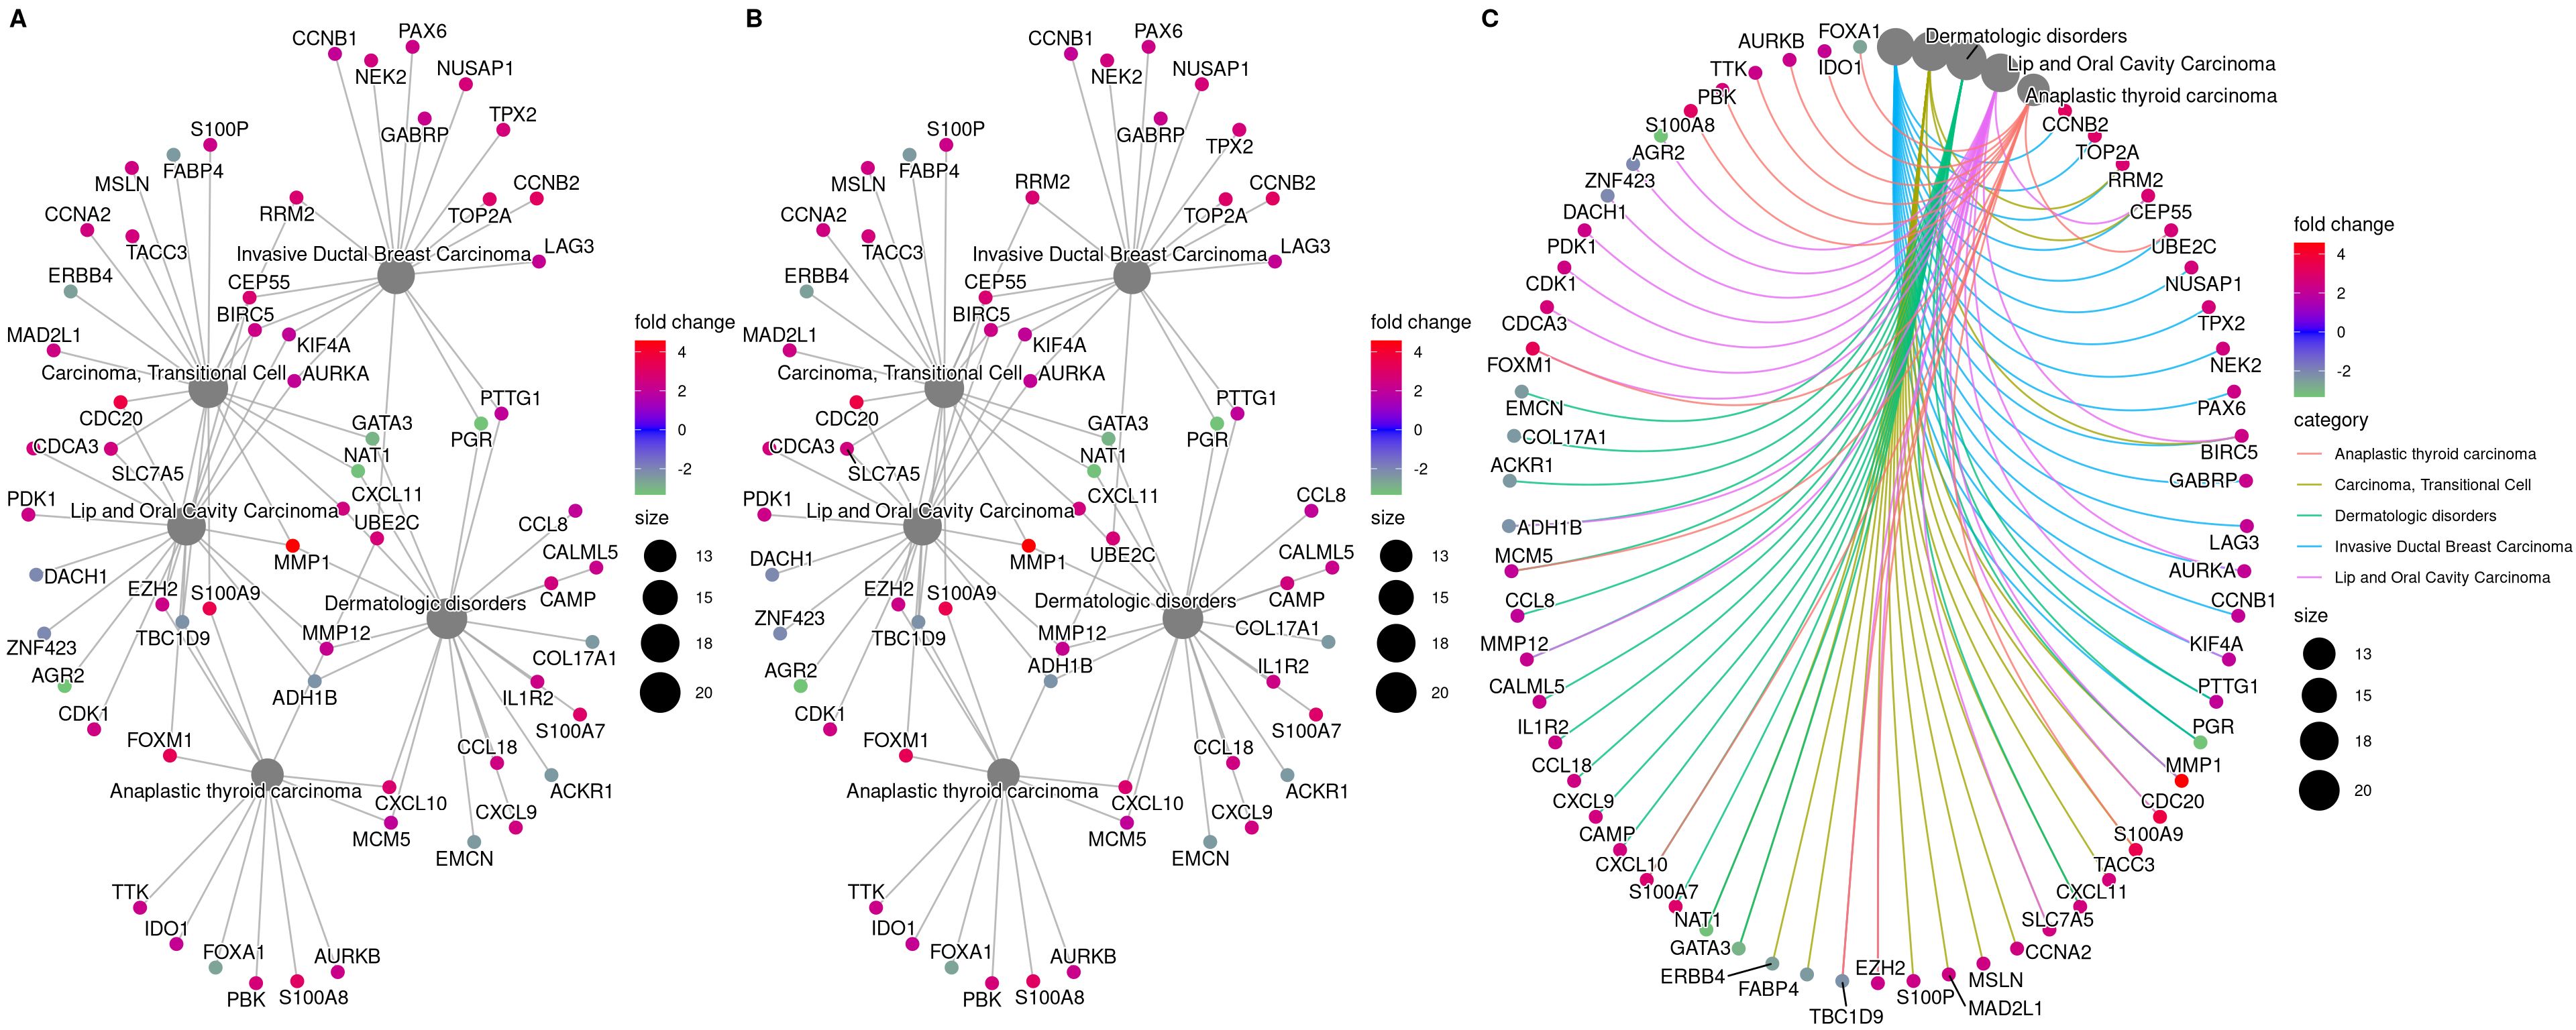 A
CCNB1
PAX6
NEK2
NUSAP1
TPX2
GABRP
S100P
FABP4
MSLN
CCNB2
RRM2
TOP2A
CCNA2
TACC3
LAG3
Invasive Ductal Breast Carcinoma
ERBB4
CEP55
BIRC5
MAD2L1
KIF4A
Carcinoma, Transitional Cell
AURKA
PTTG1
CDC20
GATA3
PGR
CDCA3
NAT1
SLC7A5
CXCL11
PDK1
Lip and Oral Cavity Carcinoma
UBE2C
CCL8
CALML5
MMP1
DACH1
EZH2
S100A9
CAMP
Dermatologic disorders
TBC1D9
MMP12
ZNF423
COL17A1
AGR2
ADH1B
IL1R2
CDK1
S100A7
FOXM1
CCL18
Anaplastic thyroid carcinoma
ACKR1
CXCL10
CXCL9
MCM5
EMCN
TTK
IDO1
FOXA1
AURKB
PBK
S100A8
fold change
4
2
0
-2
size
13
15
18
20
B
CCNB1
PAX6
NEK2
NUSAP1
GABRP
S100P
TPX2
FABP4
MSLN
RRM2
CCNB2
CCNA2
TOP2A
TACC3
LAG3
Invasive Ductal Breast Carcinoma
ERBB4
CEP55
BIRC5
MAD2L1
KIF4A
Carcinoma, Transitional Cell
AURKA
PTTG1
CDC20
GATA3
PGR
CDCA3
NAT1
SLC7A5
CXCL11
CCL8
PDK1
Lip and Oral Cavity Carcinoma
UBE2C
CALML5
DACH1
MMP1
EZH2
S100A9
CAMP
Dermatologic disorders
ZNF423
TBC1D9
MMP12
COL17A1
AGR2
ADH1B
IL1R2
CDK1
S100A7
FOXM1
CCL18
Anaplastic thyroid carcinoma
ACKR1
CXCL10
CXCL9
MCM5
EMCN
TTK
IDO1
FOXA1
AURKB
PBK
S100A8
fold change
4
2
0
-2
size
13
15
18
20
C
FOXA1
Dermatologic disorders
AURKB
IDO1
Lip and Oral Cavity Carcinoma
TTK
PBK
Anaplastic thyroid carcinoma
S100A8
CCNB2
AGR2
TOP2A
ZNF423
RRM2
DACH1
CEP55
PDK1
UBE2C
CDK1
NUSAP1
CDCA3
TPX2
FOXM1
NEK2
EMCN
PAX6
COL17A1
BIRC5
ACKR1
GABRP
ADH1B
LAG3
MCM5
AURKA
CCL8
CCNB1
MMP12
KIF4A
CALML5
PTTG1
IL1R2
PGR
CCL18
MMP1
CXCL9
CDC20
CAMP
S100A9
CXCL10
TACC3
S100A7
CXCL11
NAT1
SLC7A5
GATA3
CCNA2
ERBB4
EZH2
MSLN
FABP4
S100P
MAD2L1
TBC1D9
fold change
4
2
0
-2
category
Anaplastic thyroid carcinoma
Carcinoma, Transitional Cell
Dermatologic disorders
Invasive Ductal Breast Carcinoma
Lip and Oral Cavity Carcinoma
size
13
15
18
20